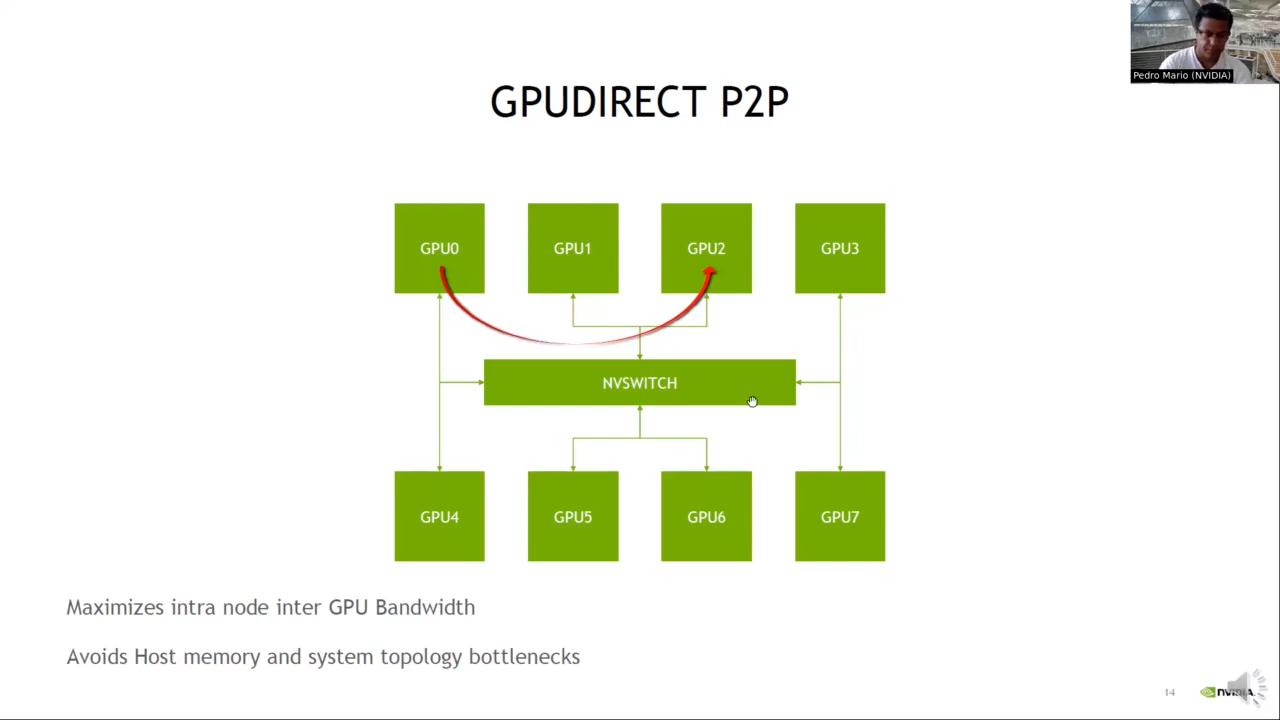 Pedro Mario (NVIDIA)
GPUDIRECT P2P
GPU0
GPU1
GPU2
GPU3
NVSWITCH
GPU4
GPU5
GPU6
GPU7
Maximizes intra node inter GPU Bandwidth
Avoids Host memory and system topology bottlenecks
14
NVIDIA.